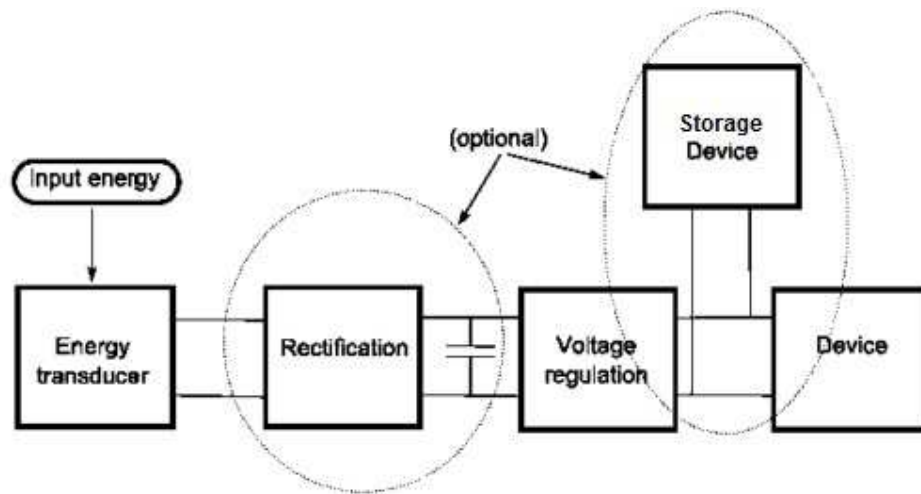 Storage
Device
(optional)
Input energy
Energy
transducer
Rectification
Voltage
regulation
Device